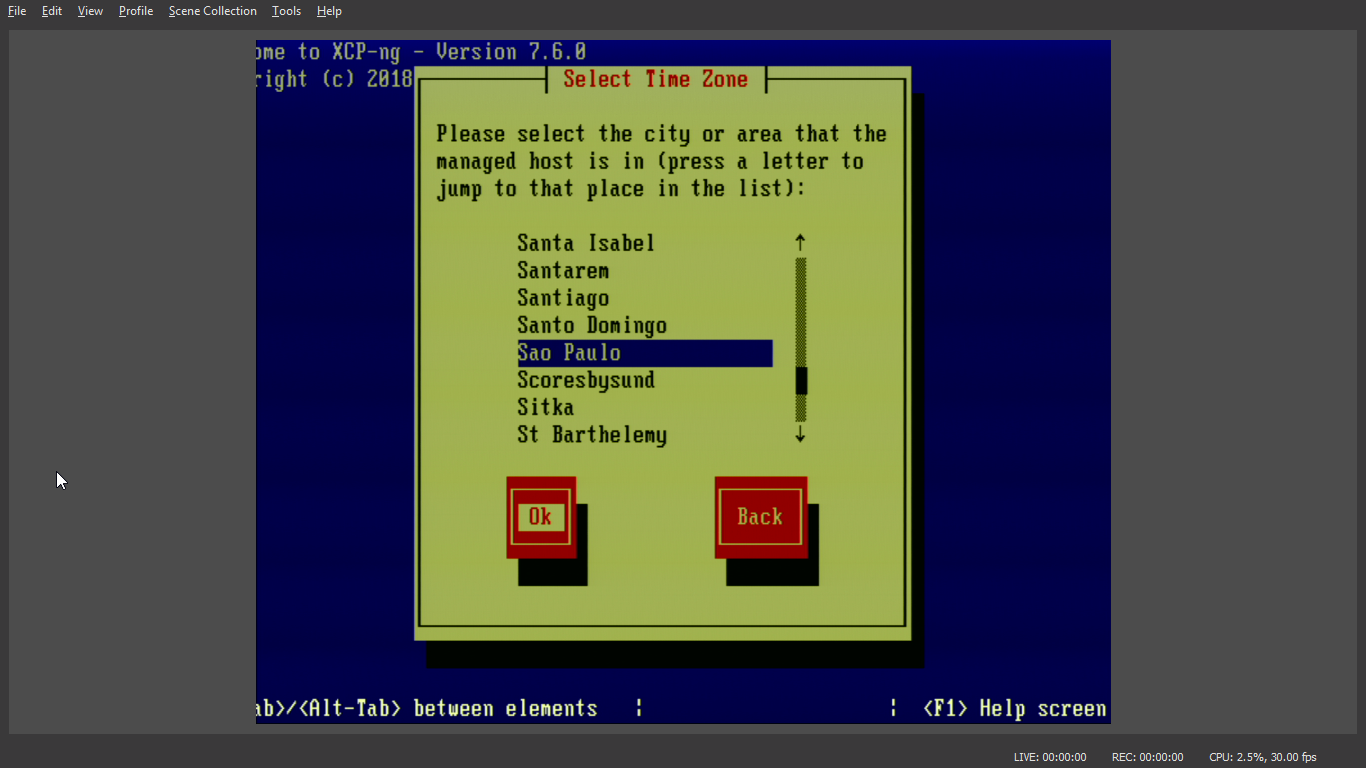 File Edit View Profile Scene Collection Tools Help
ome to XCP-ng - Version 7.6.0
right (c) 2018
Select Time Zone
Please select the city or area that the
managed host is in (press a letter to
jump to that place in the list):
Santa Isabel ↑
Santarem
Santiago
Santo Domingo
Sao Paulo
Scoresbysund
Sitka
St Barthelemy ↓
Ok Back
ab>/<Alt-Tab> between elements ¦ ¦ <F1> Help screen
LIVE: 00:00:00 REC: 00:00:00 CPU: 2.5%, 30.00 fps